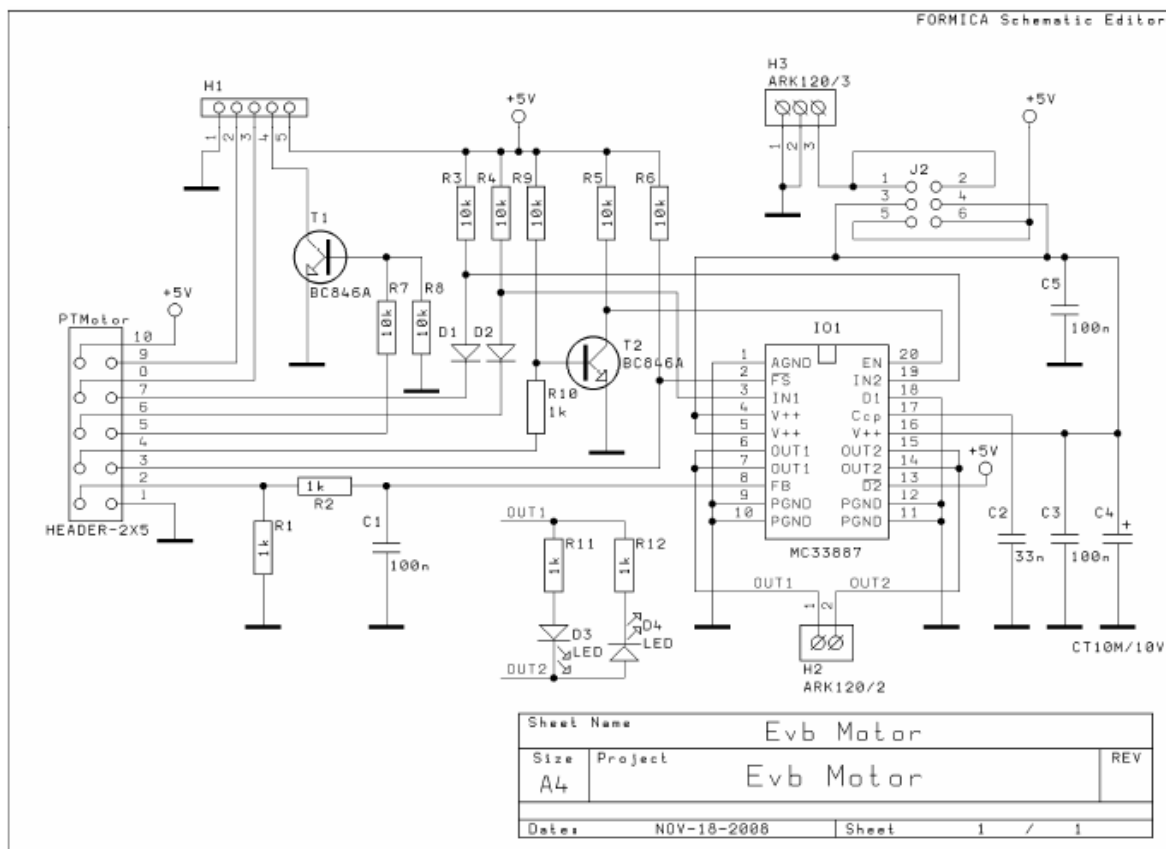 FORMICA Schematic Editor
H3
ARK120/3
H1
+5V
+5V
1 2 3 4 5
1 2 3
J2
1 2
3 4
5 6
R3 R4 R9 R5 R6
10k 10k 10k 10k 10k
T1
BC846A
R7 R8
10k 10k
C5
100n
+5V
PTMotor
10
9
0
7
6
5
4
3
2
1
HEADER-2X5
D1 D2
T2
BC846A
R10
1k
IO1
1 AGND EN 20
2 FS IN2 19
3 IN1 D1 18
4 V++ Ccp 17
5 V++ V++ 16
6 OUT1 OUT2 15
7 OUT1 OUT2 14
8 FB D2 13
9 PGND PGND 12
10 PGND PGND 11
MC33887
+5V
1k
R2
R1
1k
C1
100n
OUT1
R11 R12
1k 1k
D3
LED
D4
LED
OUT2
OUT1 OUT2
1 2
H2
ARK120/2
C2
33n
C3
100n
C4
+
CT10M/10V
Sheet Name
Evb Motor
Size
A4
Project
Evb Motor
REV
Date: NOV-18-2008 Sheet 1 / 1